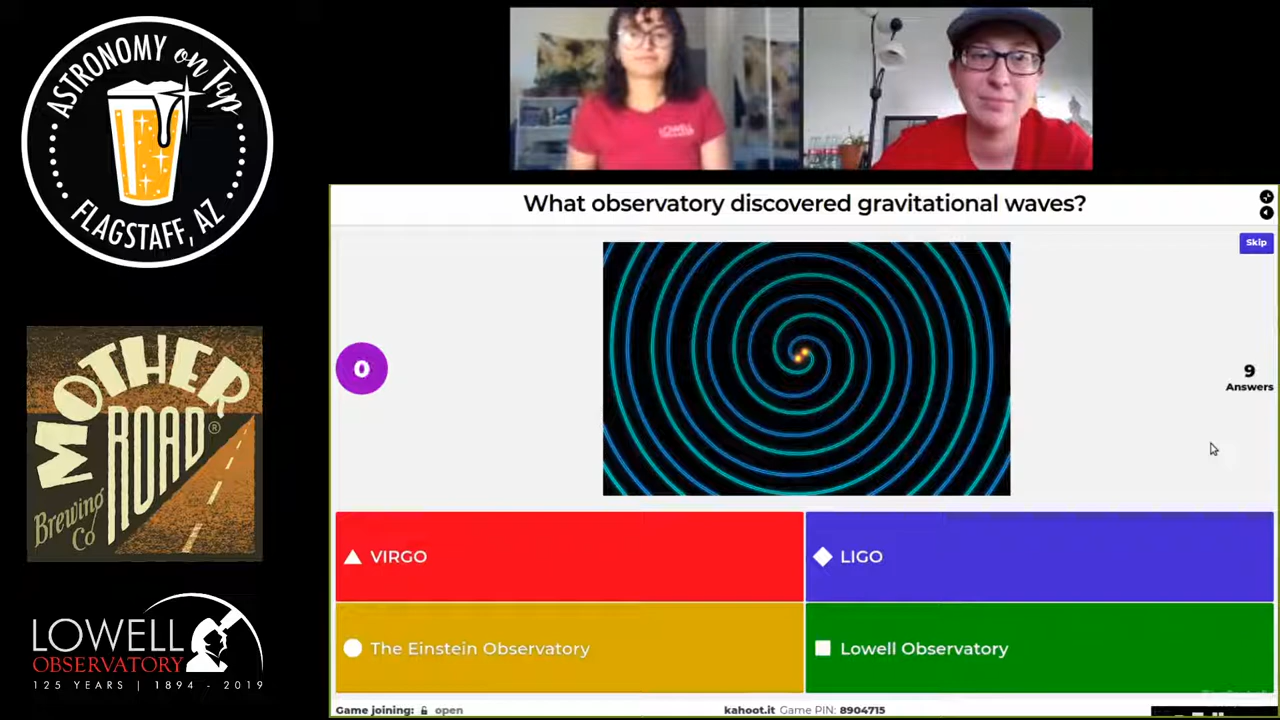 ASTRONOMY on Tap
FLAGSTAFF, AZ
MOTHER
ROAD®
Brewing
Co
LOWELL
OBSERVATORY
125 YEARS | 1894 - 2019
LOWELL
What observatory discovered gravitational waves?
Skip
0
9
Answers
VIRGO
LIGO
The Einstein Observatory
Lowell Observatory
Game joining: open
kahoot.it Game PIN: 8904715